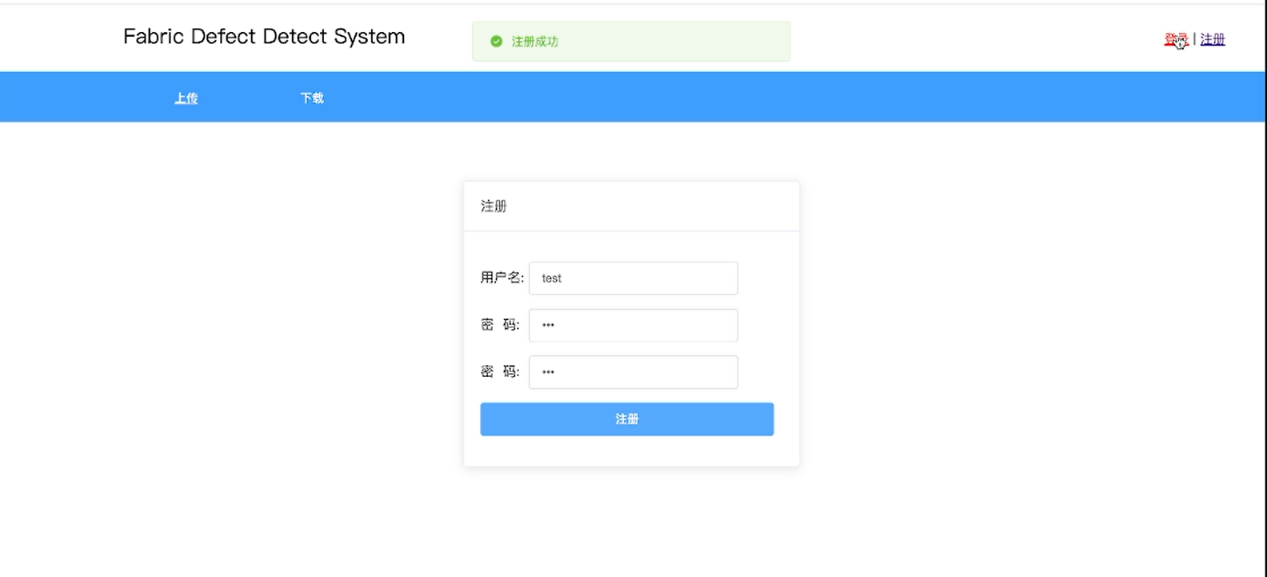 Fabric Defect Detect System
注册成功
登录 | 注册
上传
下载
注册
用户名: test
密 码: •••
密 码: •••
注册